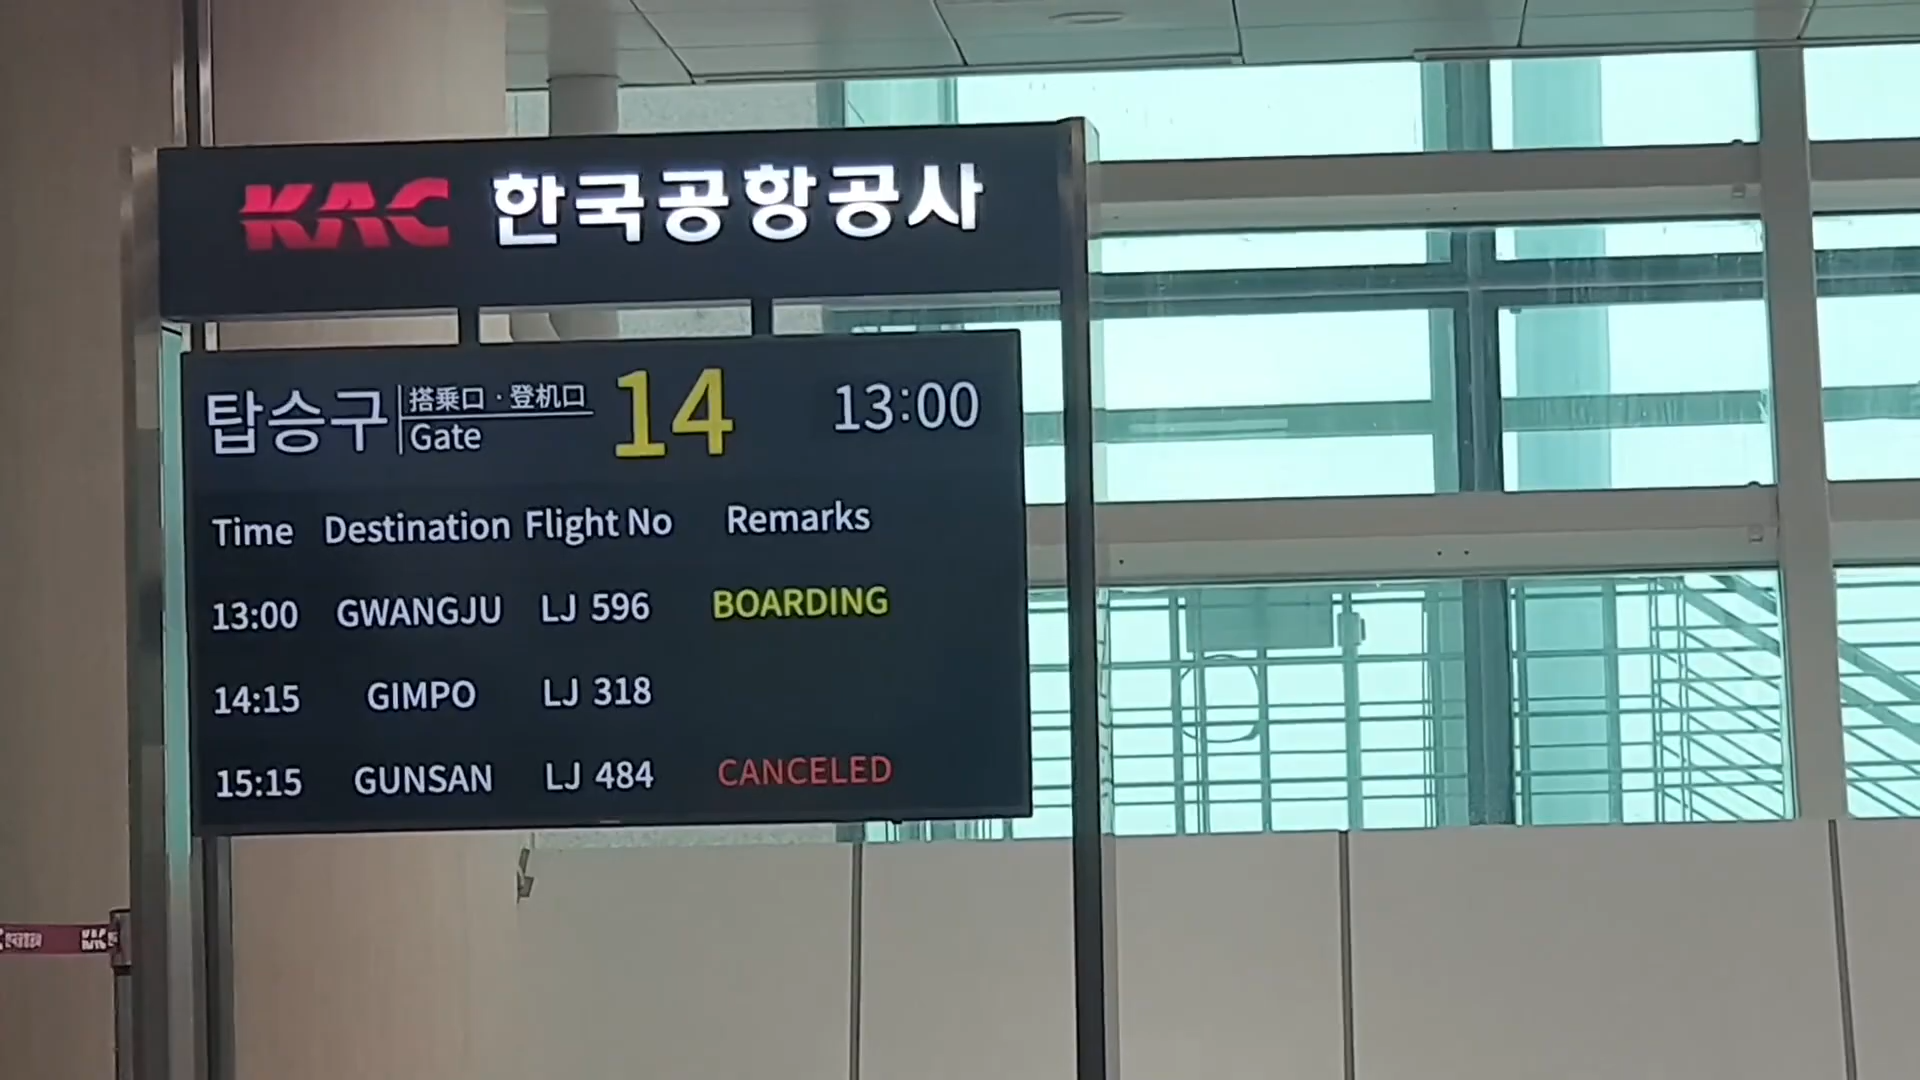 KAC 한국공항공사
탑승구 搭乗口 · 登机口 Gate 14 13:00
Time Destination Flight No Remarks
13:00 GWANGJU LJ 596 BOARDING
14:15 GIMPO LJ 318
15:15 GUNSAN LJ 484 CANCELED